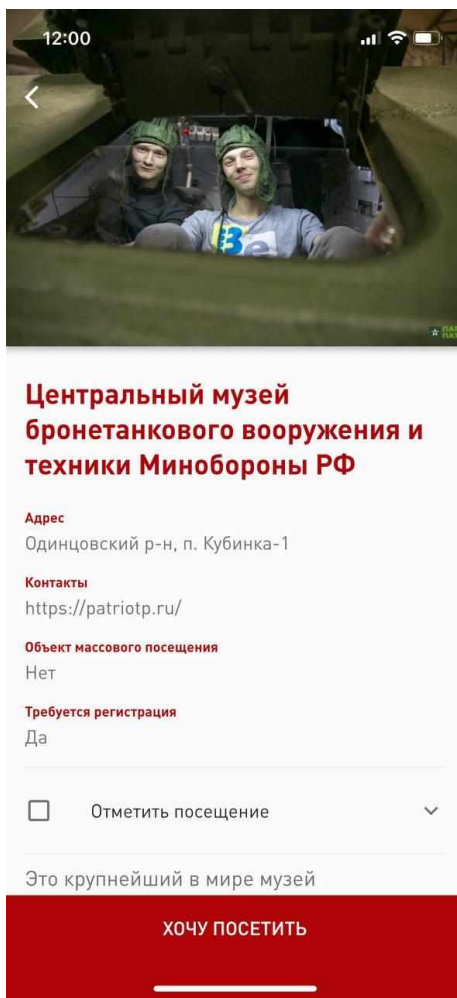 12:00
Центральный музей
бронетанкового вооружения и
техники Минобороны РФ
Адрес
Одинцовский р-н, п. Кубинка-1
Контакты
https://patriotp.ru/
Объект массового посещения
Нет
Требуется регистрация
Да
Отметить посещение
Это крупнейший в мире музей
ХОЧУ ПОСЕТИТЬ